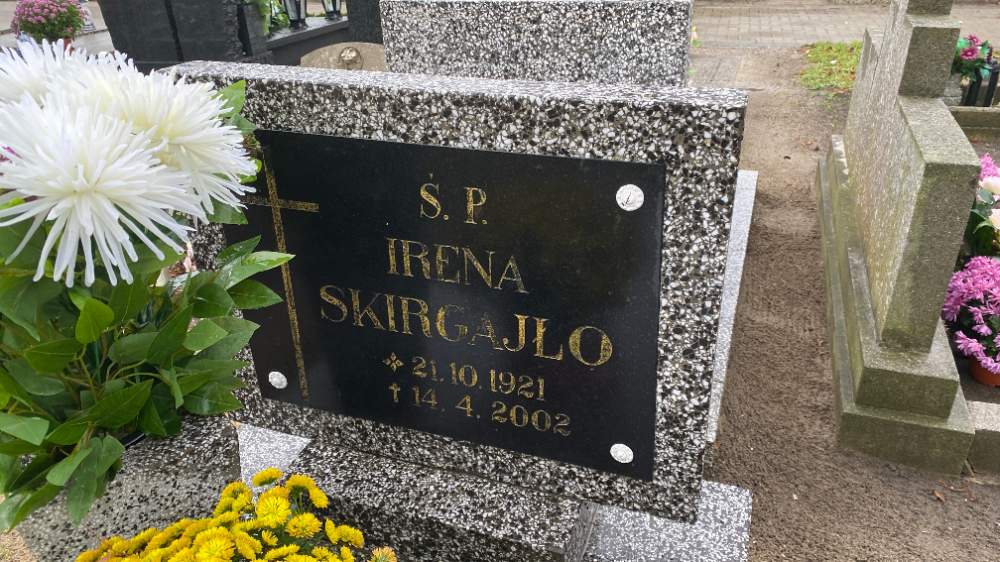 Ś. P.
IRENA
SKIRGAJŁO
✣ 21. 10. 1921
† 14. 4. 2002